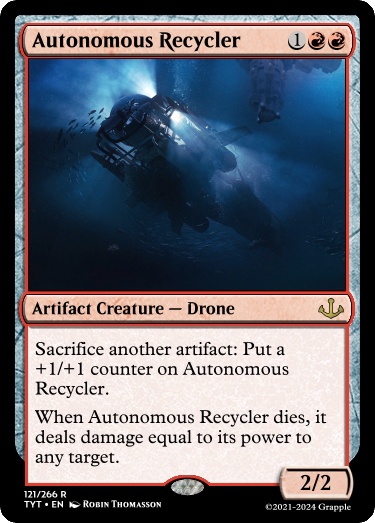 Autonomous Recycler 1
Artifact Creature — Drone
Sacrifice another artifact: Put a
+1/+1 counter on Autonomous
Recycler.
When Autonomous Recycler dies, it
deals damage equal to its power to
any target.
2/2
121/266 R
TYT • EN Robin Thomasson
©2021-2024 Grapple